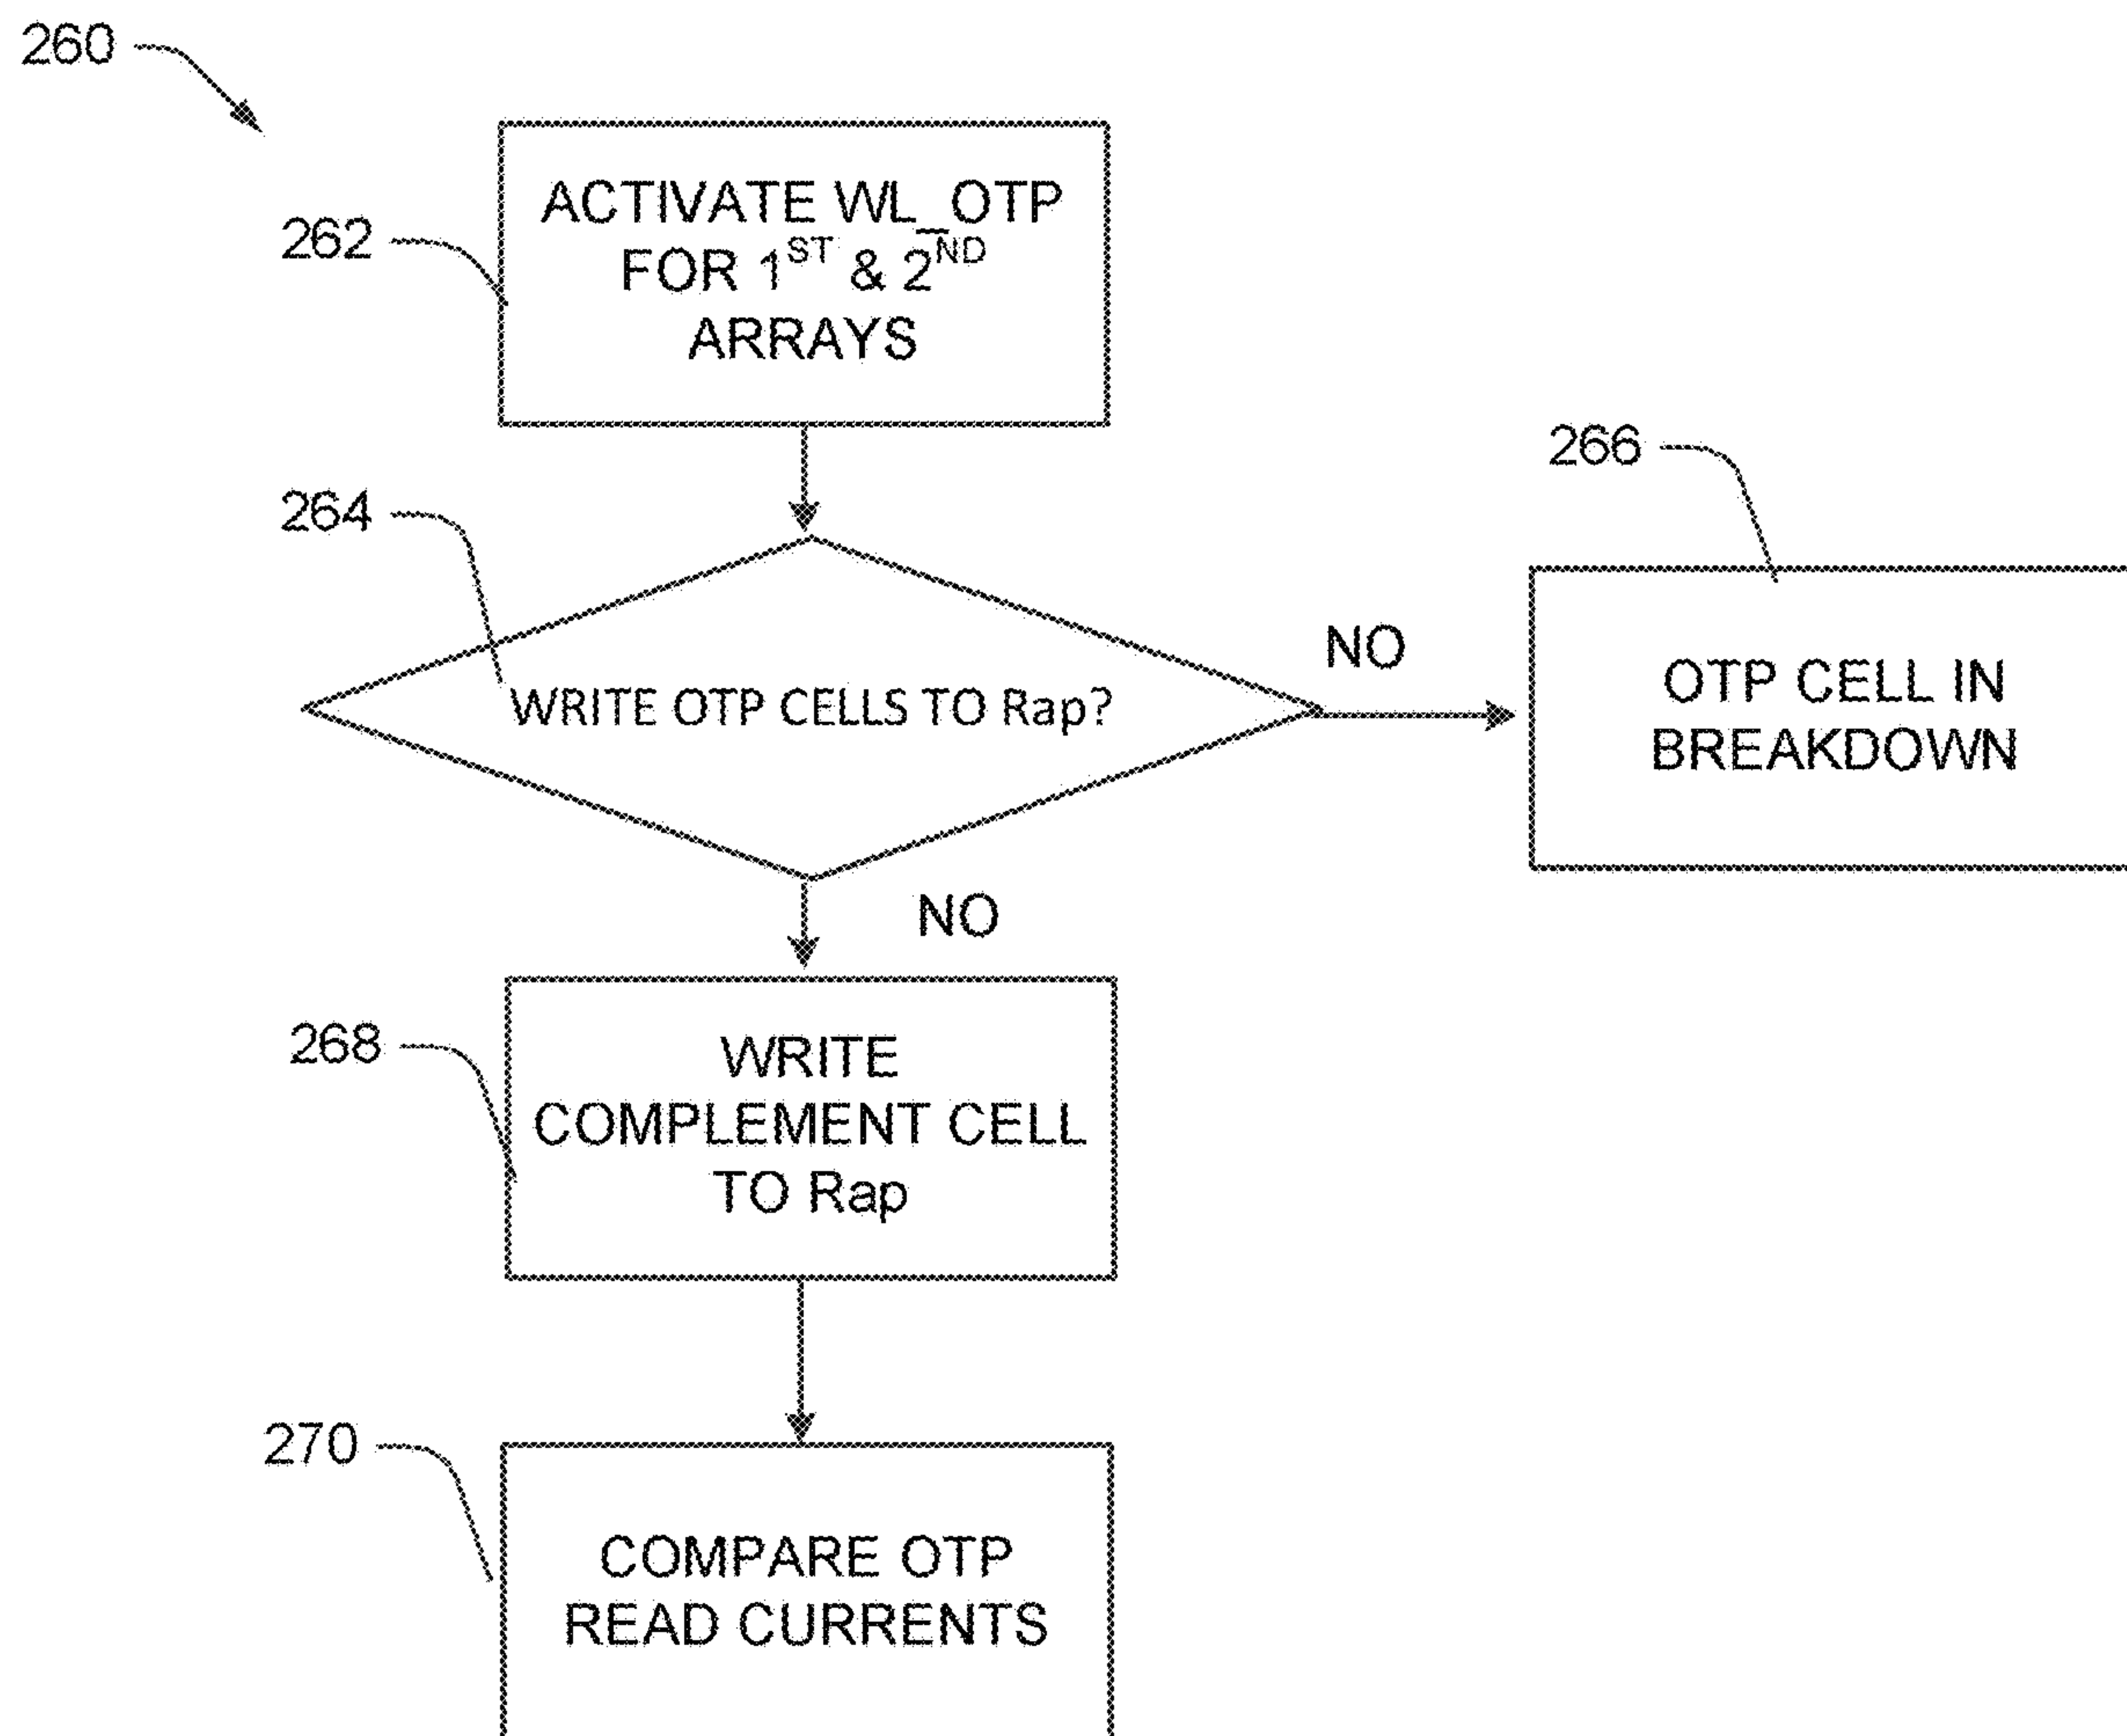 260
262
ACTIVATE WL_OTP
FOR 1ST & 2ND
ARRAYS
264
WRITE OTP CELLS TO Rap?
NO
266
OTP CELL IN
BREAKDOWN
NO
268
WRITE
COMPLEMENT CELL
TO Rap
270
COMPARE OTP
READ CURRENTS